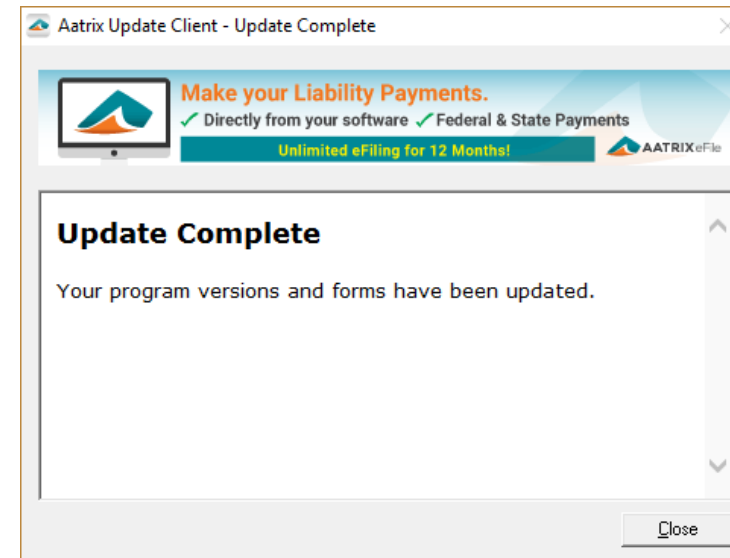 Aatrix Update Client - Update Complete
Make your Liability Payments.
✓ Directly from your software ✓ Federal & State Payments
Unlimited eFiling for 12 Months!
AATRIX eFile
Update Complete
Your program versions and forms have been updated.
Close